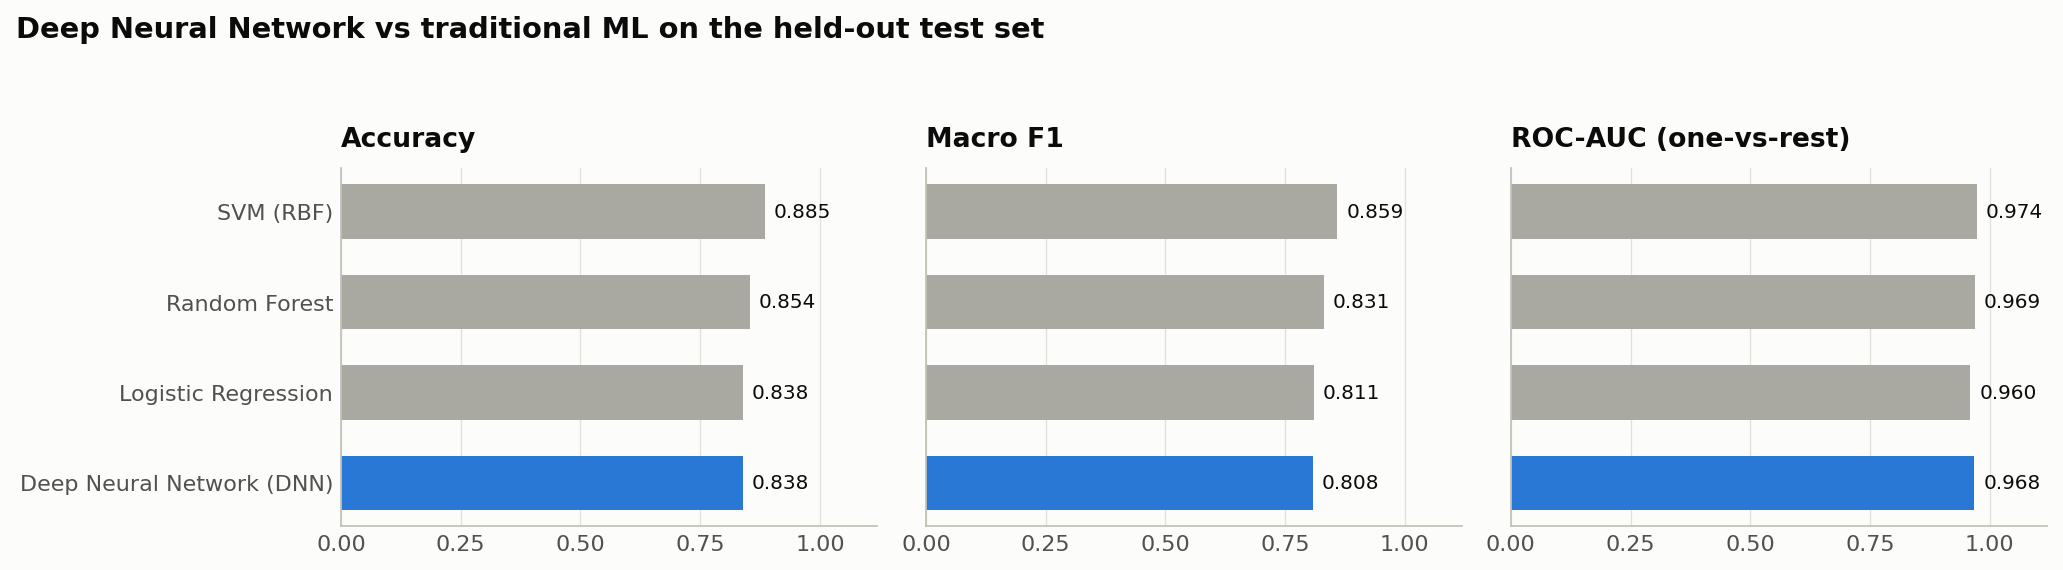 Deep Neural Network vs traditional ML on the held-out test set
Accuracy
SVM (RBF)
0.885
Random Forest
0.854
Logistic Regression
0.838
Deep Neural Network (DNN)
0.838
0.00 0.25 0.50 0.75 1.00
Macro F1
0.859
0.831
0.811
0.808
0.00 0.25 0.50 0.75 1.00
ROC-AUC (one-vs-rest)
0.974
0.969
0.960
0.968
0.00 0.25 0.50 0.75 1.00